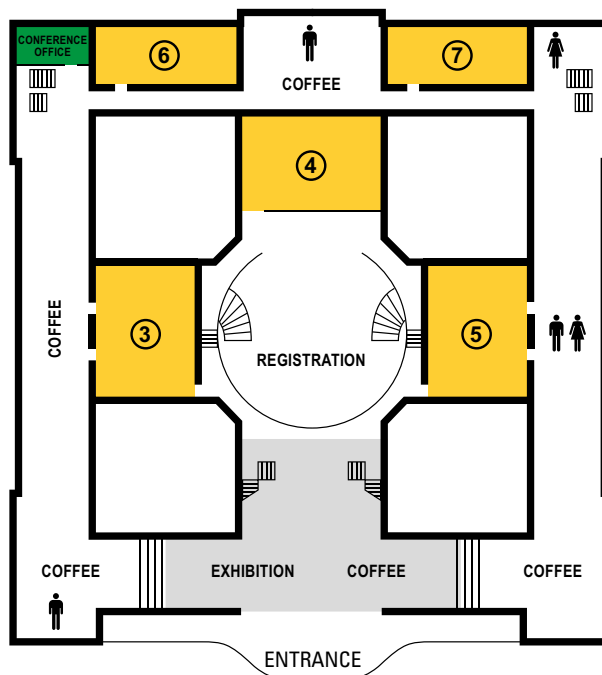 CONFERENCE
OFFICE
6
7
COFFEE
4
COFFEE
3
5
REGISTRATION
COFFEE
EXHIBITION
COFFEE
COFFEE
ENTRANCE